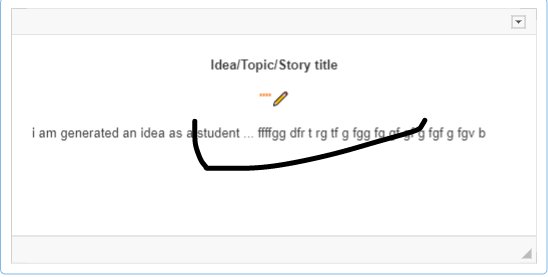 Idea/Topic/Story title
i am generated an idea as a student ... ffffgg dfr t rg tf g fgg fg gf gf g fgf g fgv b